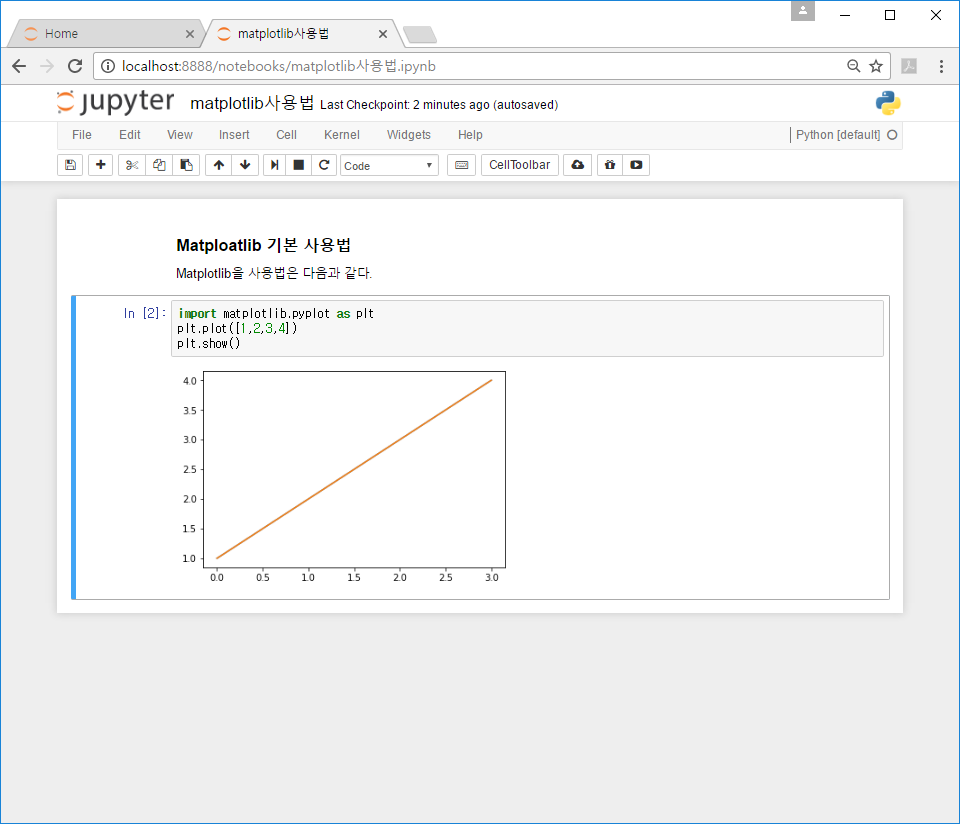 Home
matplotlib사용법
localhost:8888/notebooks/matplotlib사용법.ipynb
jupyter matplotlib사용법 Last Checkpoint: 2 minutes ago (autosaved)
File Edit View Insert Cell Kernel Widgets Help Python [default]
Code CellToolbar
Matploatlib 기본 사용법
Matplotlib을 사용법은 다음과 같다.
In [2]: import matplotlib.pyplot as plt
plt.plot([1,2,3,4])
plt.show()
4.0
3.5
3.0
2.5
2.0
1.5
1.0
0.0 0.5 1.0 1.5 2.0 2.5 3.0